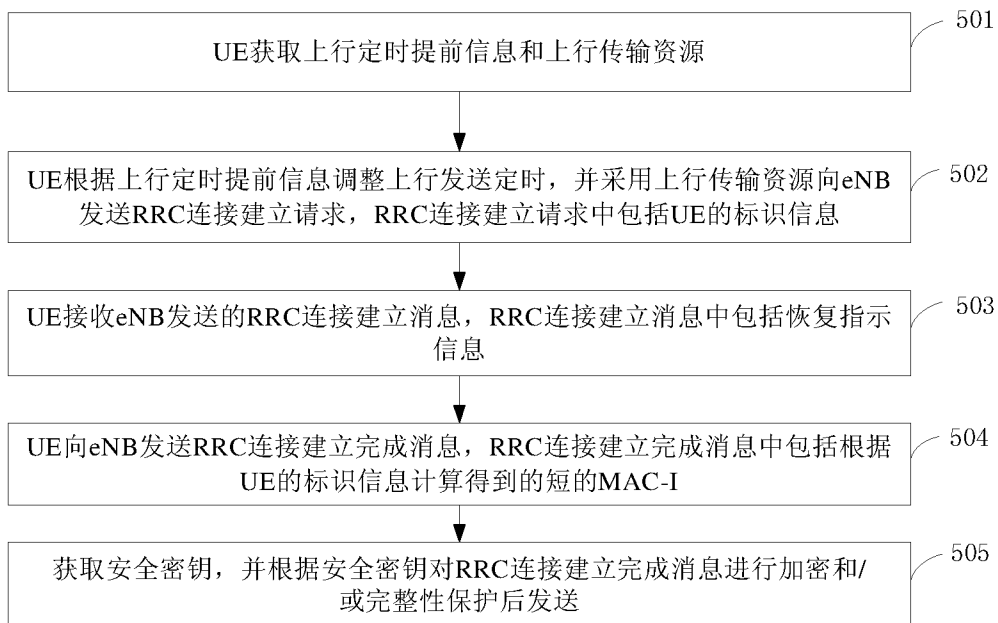 501
UE获取上行定时提前信息和上行传输资源
502
UE根据上行定时提前信息调整上行发送定时，并采用上行传输资源向eNB
发送RRC连接建立请求，RRC连接建立请求中包括UE的标识信息
503
UE接收eNB发送的RRC连接建立消息，RRC连接建立消息中包括恢复指示
信息
504
UE向eNB发送RRC连接建立完成消息，RRC连接建立完成消息中包括根据
UE的标识信息计算得到的短的MAC-I
505
获取安全密钥，并根据安全密钥对RRC连接建立完成消息进行加密和/
或完整性保护后发送